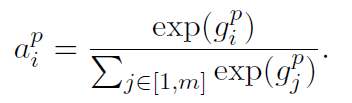 a_i^p = \frac{\exp(g_i^p)}{\sum_{j \in [1,m]} \exp(g_j^p)}.